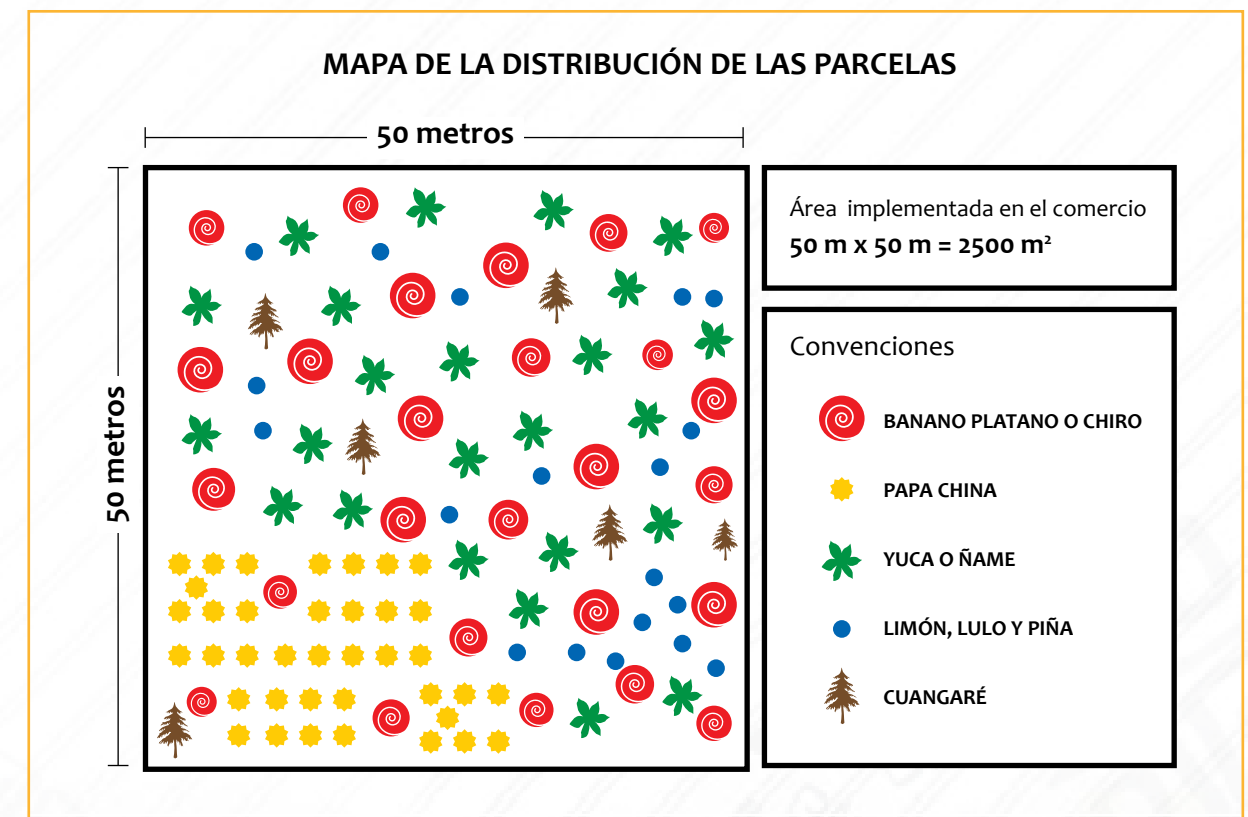 MAPA DE LA DISTRIBUCIÓN DE LAS PARCELAS
50 metros
50 metros
Área implementada en el comercio
50 m x 50 m = 2500 m²
Convenciones
BANANO PLATANO O CHIRO
PAPA CHINA
YUCA O ÑAME
LIMÓN, LULO Y PIÑA
CUANGARÉ